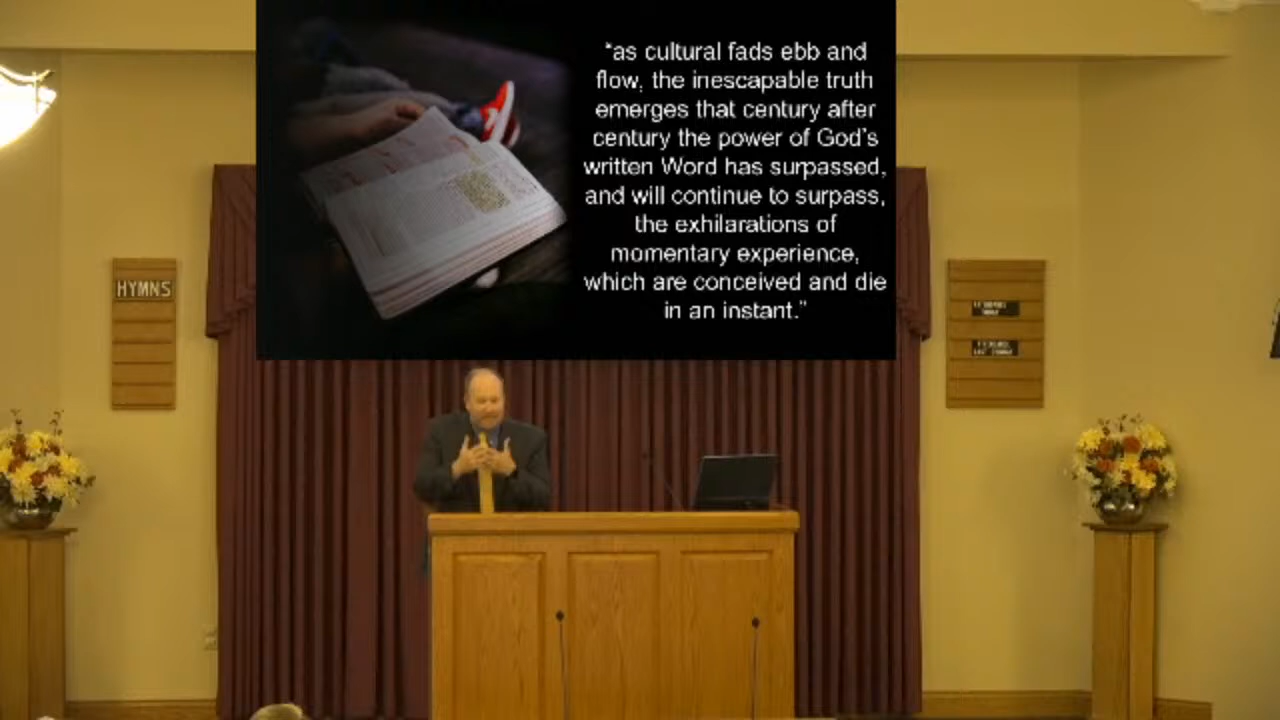 “as cultural fads ebb and
flow, the inescapable truth
emerges that century after
century the power of God’s
written Word has surpassed,
and will continue to surpass,
the exhilarations of
momentary experience,
which are conceived and die
in an instant.”
HYMNS